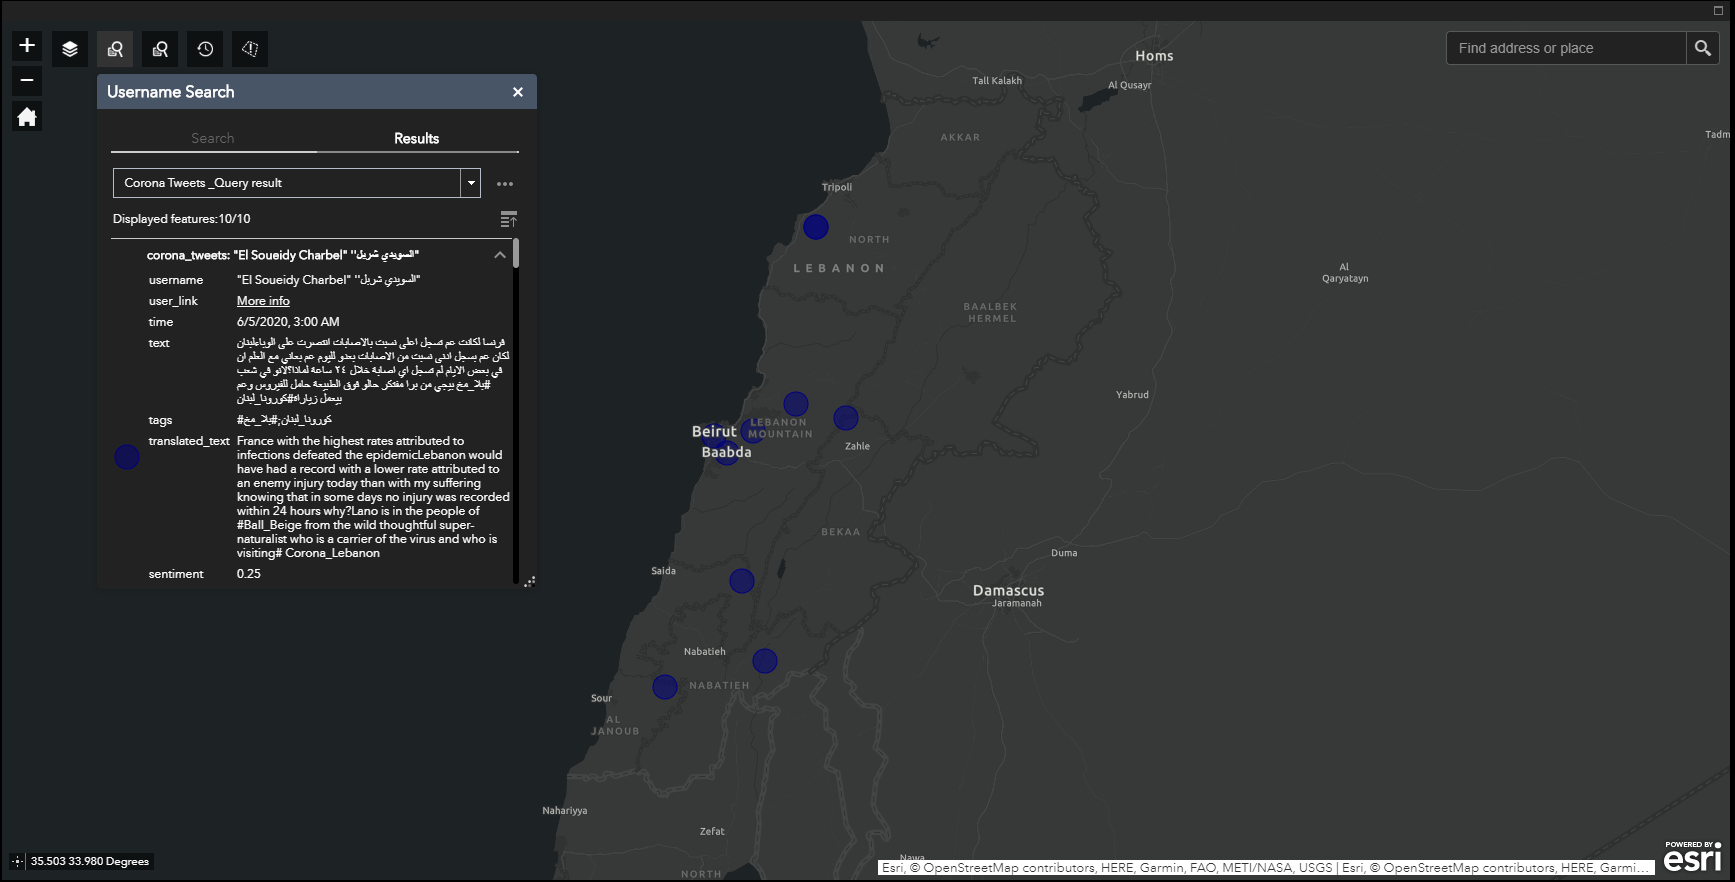 Find address or place
Username Search
Search
Results
Corona Tweets _Query result
Displayed features:10/10
corona_tweets: "El Soueidy Charbel" "السويدي شربل"
username "El Soueidy Charbel" "السويدي شربل"
user_link More info
time 6/5/2020, 3:00 AM
text فرنسا لكانت عم تسجل اعلى نسبت بالاصابات انتصرت على الوباءلبنان
لكان عم يسجل ادنى نسبت من الاصابات بعدو لليوم عم يعاني مع العلم ان
في بعض الايام لم تسجل اي اصابة خلال ٢٤ ساعة لماذا؟لانو في شعب
#بلا_مخ بيجي من برا مفتكر حالو فوق الطبيعة حامل للفيروس وعم
بيعمل زيارات#كورونا_لبنان
tags #كورونا_لبنان;#بلا_مخ
translated_text France with the highest rates attributed to
infections defeated the epidemicLebanon would
have had a record with a lower rate attributed to
an enemy injury today than with my suffering
knowing that in some days no injury was recorded
within 24 hours why?Lano is in the people of
#Ball_Beige from the wild thoughtful super-
naturalist who is a carrier of the virus and who is
visiting# Corona_Lebanon
sentiment 0.25
Homs
Tall Kalakh
Al Qusayr
AKKAR
Tadm
Tripoli
NORTH
LEBANON
Al
Qaryatayn
BAALBEK
HERMEL
Yabrud
LEBANON
MOUNTAIN
Beirut
Baabda
Zahle
BEKAA
Duma
Saida
Damascus
Jaramanah
Nabatieh
NABATIEH
Sour
AL
JANOUB
Nahariyya
Zefat
Nawa
NORTH
35.503 33.980 Degrees
Esri, © OpenStreetMap contributors, HERE, Garmin, FAO, METI/NASA, USGS | Esri, © OpenStreetMap contributors, HERE, Garmi…
POWERED BY
esri